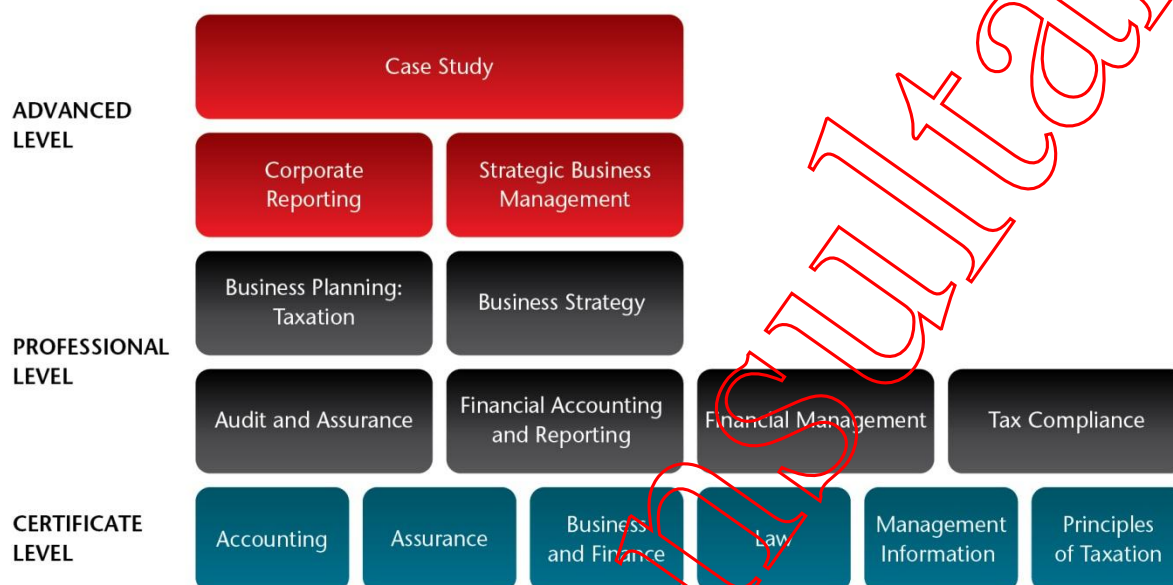 Case Study
ADVANCED
LEVEL
Corporate
Reporting
Strategic Business
Management
Business Planning:
Taxation
Business Strategy
PROFESSIONAL
LEVEL
Audit and Assurance
Financial Accounting
and Reporting
Financial Management
Tax Compliance
CERTIFICATE
LEVEL
Accounting
Assurance
Business
and Finance
Law
Management
Information
Principles
of Taxation